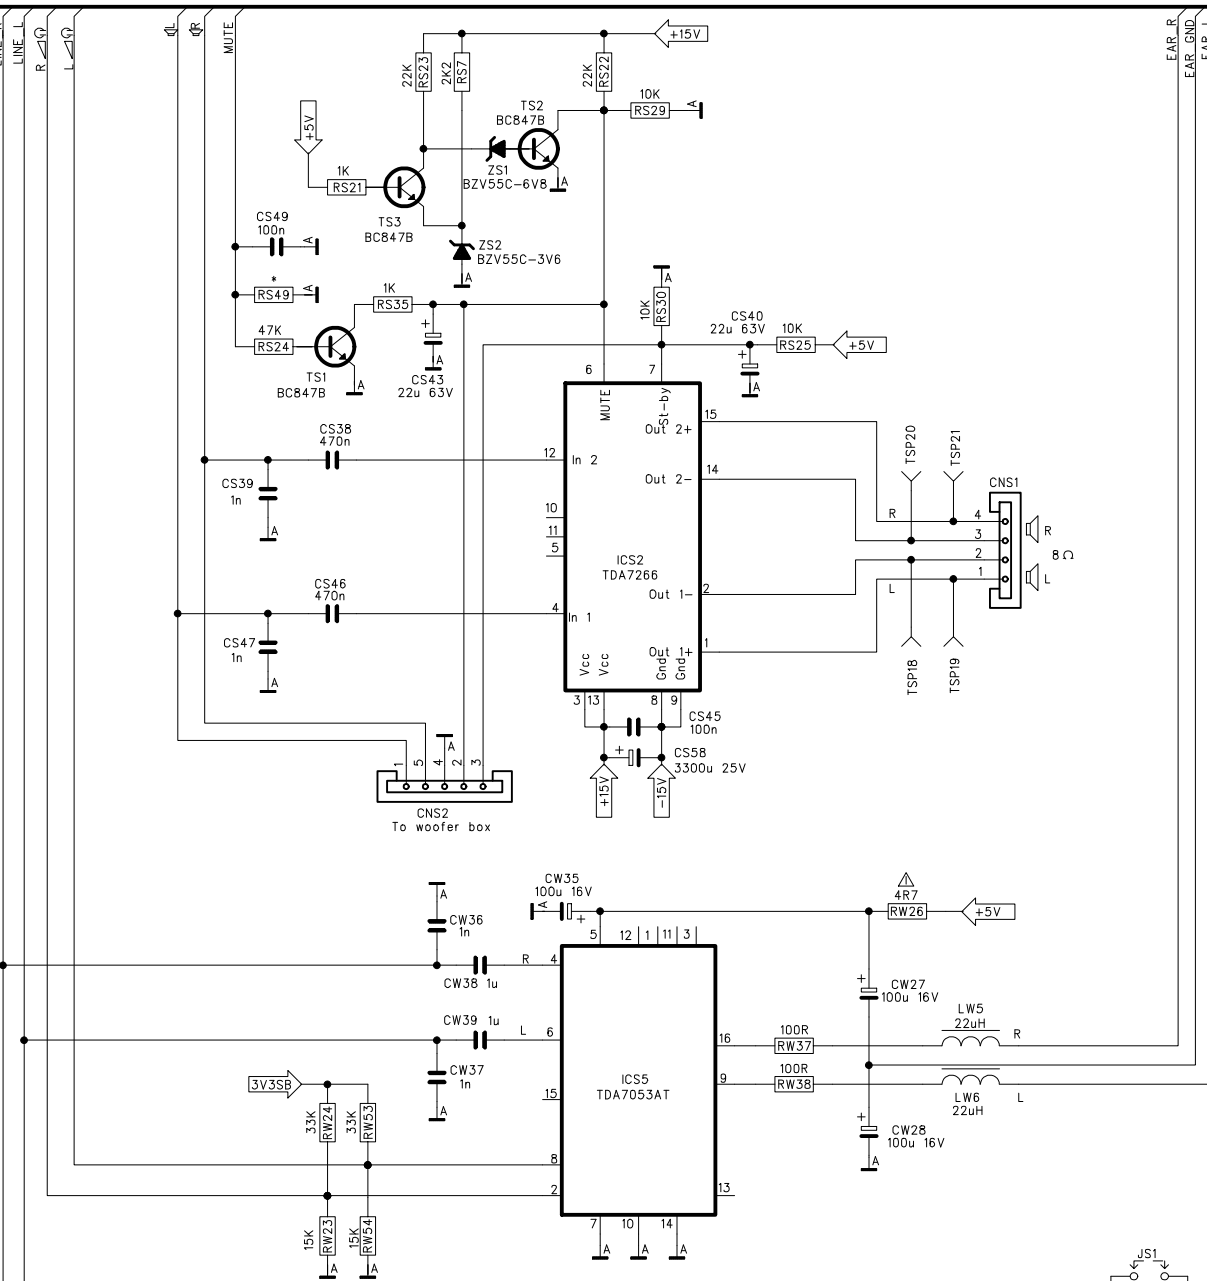 LINE_L
R
L
L
R
MUTE
EAR_R
EAR GND
+15V
22K
RS23
2K2
RS7
22K
RS22
10K
RS29
A
TS2
BC847B
+5V
1K
RS21
ZS1
BZV55C-6V8
A
TS3
BC847B
CS49
100n
A
ZS2
BZV55C-3V6
A
*
RS49
A
1K
RS35
A
10K
RS30
CS40
22u 63V
10K
RS25
+5V
47K
RS24
TS1
BC847B
A
+
A
CS43
22u 63V
+
A
6
7
MUTE
St-by
15
Out 2+
CS38
470n
12
In 2
CS39
1n
A
14
Out 2-
TSP20
TSP21
CNS1
R
4
3
2
1
R
L
8 Ω
L
10
11
5
ICS2
TDA7266
CS46
470n
4
In 1
2
Out 1-
CS47
1n
A
1
Out 1+
TSP18
TSP19
Vcc
Vcc
Gnd
Gnd
3
13
8
9
CS45
100n
+
CS58
3300u 25V
+15V
-15V
A
1
5
4
2
3
CNS2
To woofer box
CW35
100u 16V
A
+
4R7
RW26
+5V
A
CW36
1n
5
12
1
11
3
R
4
CW38 1u
+
CW27
100u 16V
CW39 1u
L
6
CW37
1n
A
16
100R
RW37
LW5
22uH
R
100R
RW38
9
LW6
22uH
L
3V3SB
ICS5
TDA7053AT
15
33K
RW24
33K
RW53
+
CW28
100u 16V
A
8
2
13
15K
RW23
15K
RW54
A
A
7
10
14
A
A
A
JS1